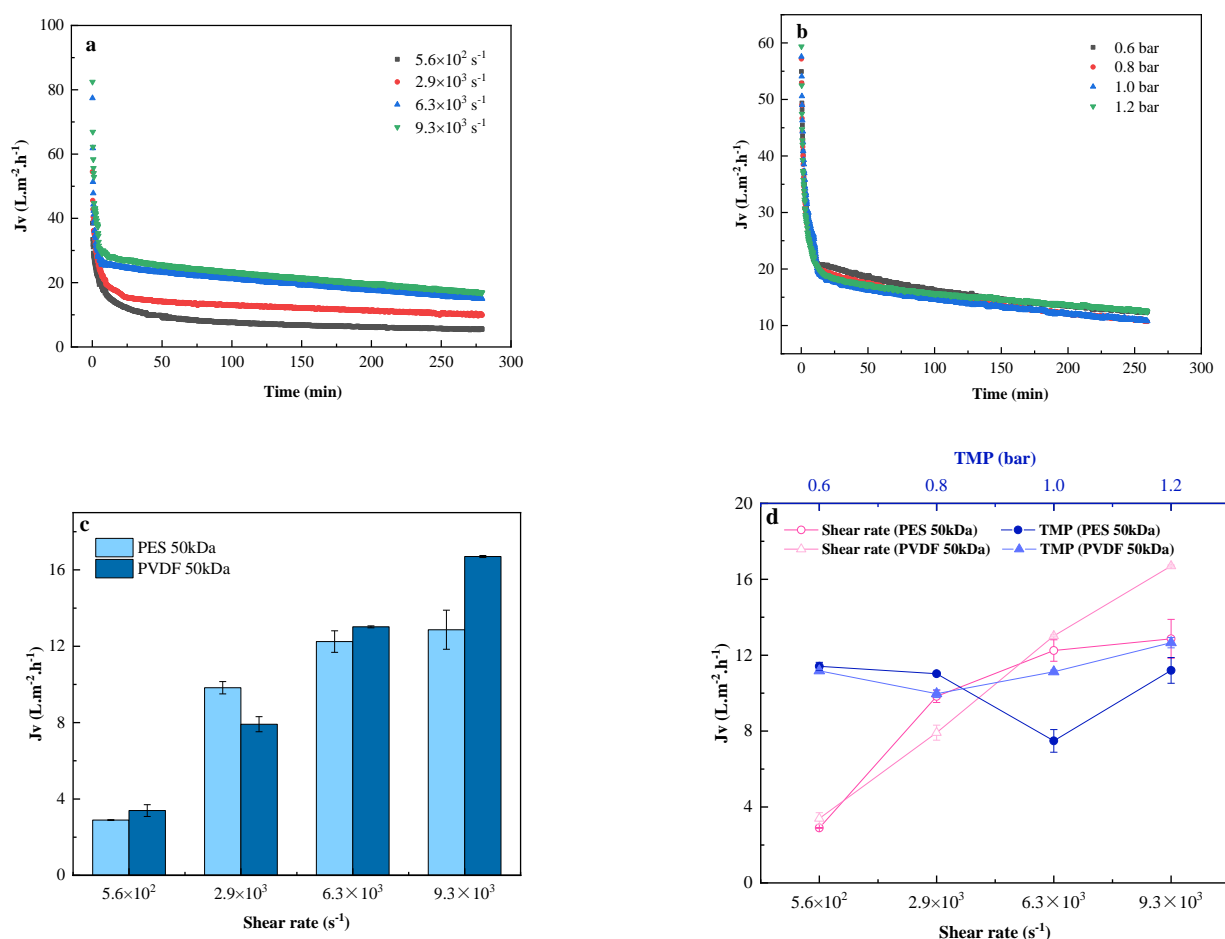 a
5.6×10² s⁻¹
2.9×10³ s⁻¹
6.3×10³ s⁻¹
9.3×10³ s⁻¹
100
80
60
40
20
0
Jv (L.m⁻².h⁻¹)
0 50 100 150 200 250 300
Time (min)
b
0.6 bar
0.8 bar
1.0 bar
1.2 bar
60
50
40
30
20
10
Jv (L.m⁻².h⁻¹)
0 50 100 150 200 250 300
Time (min)
c
PES 50kDa
PVDF 50kDa
16
12
8
4
0
Jv (L.m⁻².h⁻¹)
5.6×10² 2.9×10³ 6.3×10³ 9.3×10³
Shear rate (s⁻¹)
TMP (bar)
0.6 0.8 1.0 1.2
d
Shear rate (PES 50kDa) TMP (PES 50kDa)
Shear rate (PVDF 50kDa) TMP (PVDF 50kDa)
20
16
12
8
4
0
Jv (L.m⁻².h⁻¹)
5.6×10² 2.9×10³ 6.3×10³ 9.3×10³
Shear rate (s⁻¹)